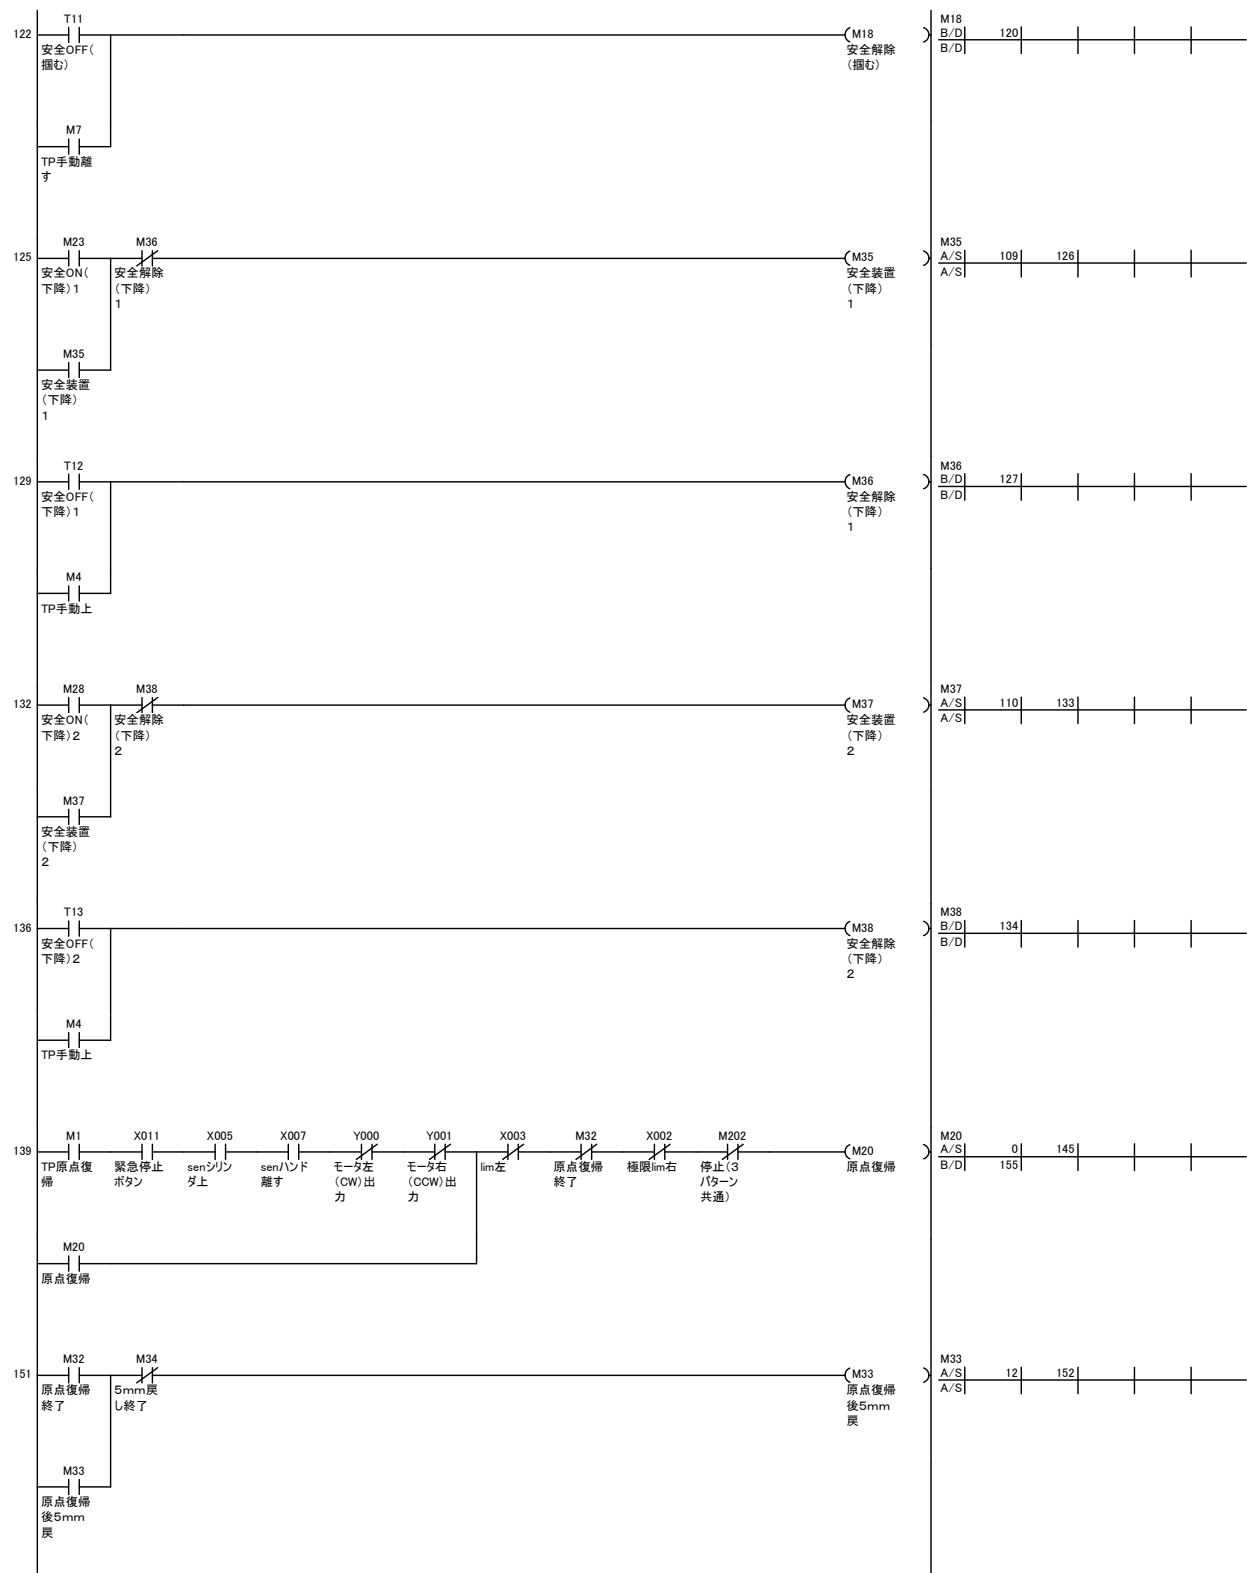 T11
M18
122
M18
B/D 120
B/D
安全OFF(
掴む)
安全解除
(掴む)
M7
TP手動離
す
M23 M36
M35
125
M35
A/S 109 126
A/S
安全ON(
下降)1
安全解除
(下降)
1
安全装置
(下降)
1
M35
安全装置
(下降)
1
T12
M36
129
M36
B/D 127
B/D
安全OFF(
下降)1
安全解除
(下降)
1
M4
TP手動上
M28 M38
M37
132
M37
A/S 110 133
A/S
安全ON(
下降)2
安全解除
(下降)
2
安全装置
(下降)
2
M37
安全装置
(下降)
2
T13
M38
136
M38
B/D 134
B/D
安全OFF(
下降)2
安全解除
(下降)
2
M4
TP手動上
M1 X011 X005 X007 Y000 Y001 X003 M32 X002 M202
M20
139
M20
A/S 0 145
B/D 155
TP原点復
帰
緊急停止
ボタン
senシリン
ダ上
senハンド
離す
モータ左
(CW)出
力
モータ右
(CCW)出
力
lim左
原点復帰
終了
極限lim右
停止(3
パターン
共通)
原点復帰
M20
原点復帰
M32 M34
M33
151
M33
A/S 12 152
A/S
原点復帰
終了
5mm戻
し終了
原点復帰
後5mm
戻
M33
原点復帰
後5mm
戻